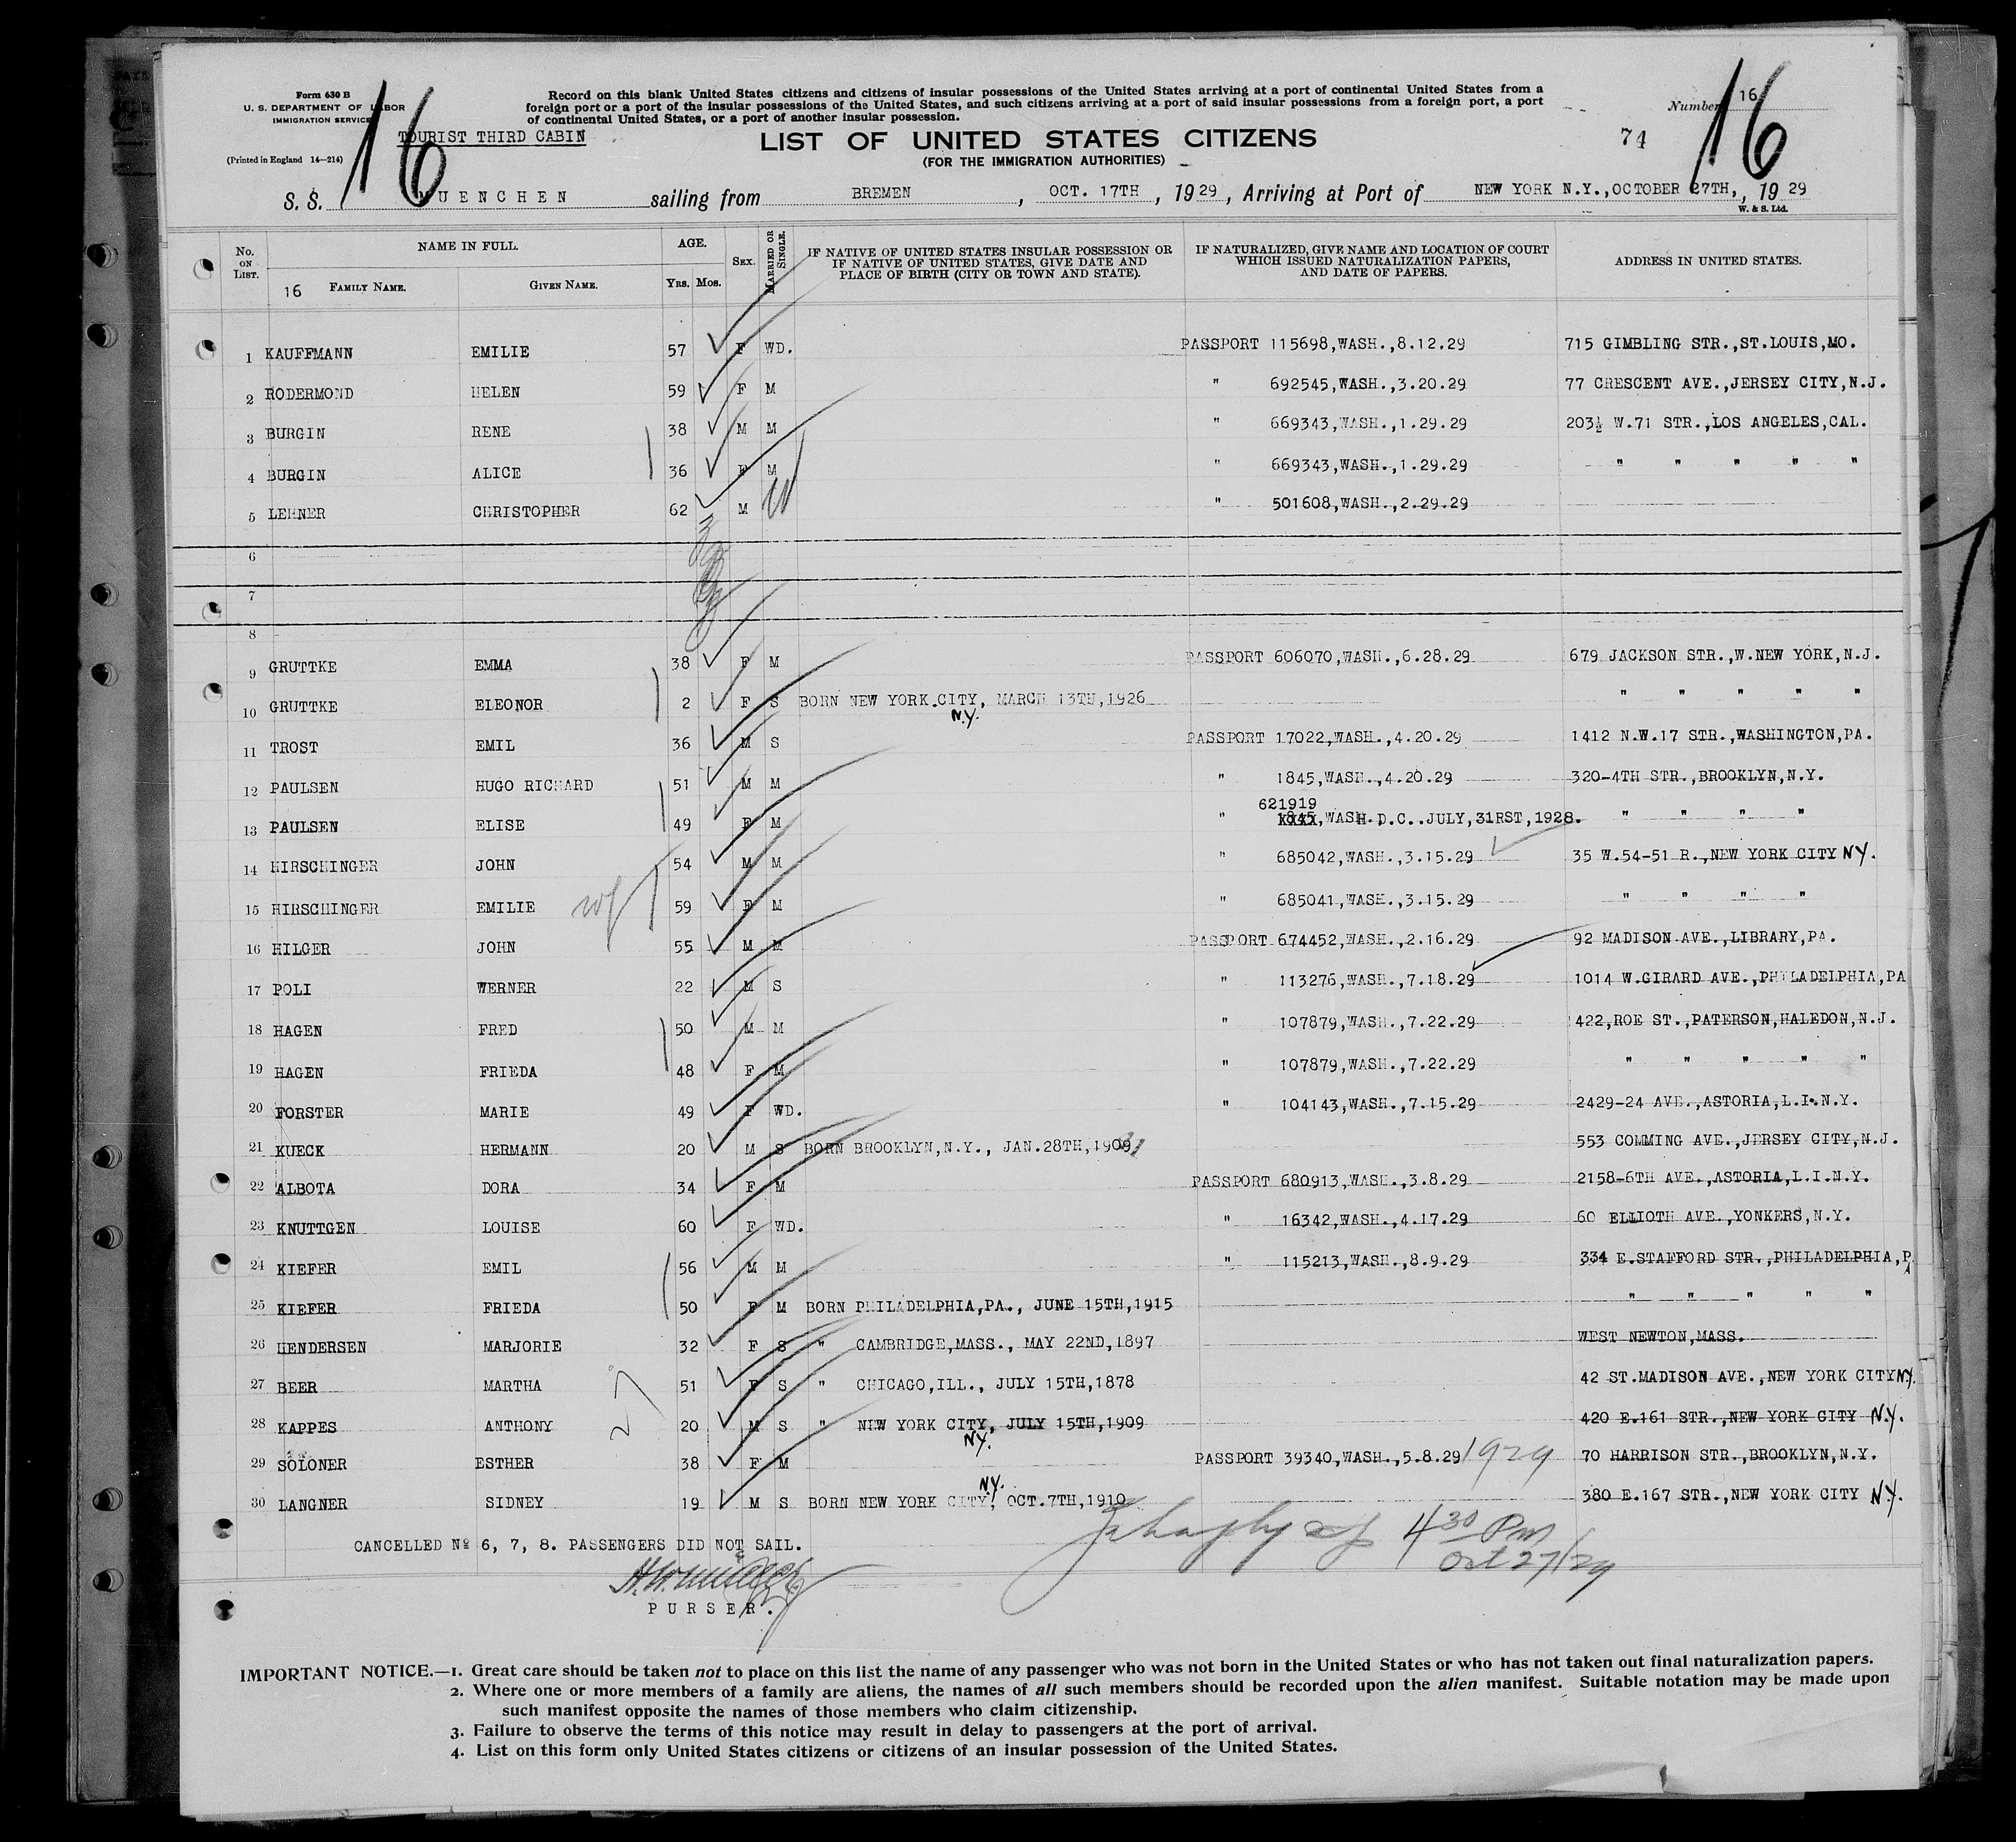 Form 630 B
U. S. DEPARTMENT OF LABOR
IMMIGRATION SERVICE
(Printed in England 14—214)
TOURIST THIRD CABIN
16
Record on this blank United States citizens and citizens of insular possessions of the United States arriving at a port of continental United States from a
foreign port or a port of the insular possessions of the United States, and such citizens arriving at a port of said insular possessions from a foreign port, a port
of continental United States, or a port of another insular possession.
LIST OF UNITED STATES CITIZENS
(FOR THE IMMIGRATION AUTHORITIES)
Number 16
74
16
S. S. MUENCHEN sailing from BREMEN, OCT. 17TH, 1929, Arriving at Port of NEW YORK N.Y., OCTOBER 27TH,, 1929
W. & S. Ltd.
No. ON LIST. NAME IN FULL. AGE. SEX. MARRIED OR SINGLE. IF NATIVE OF UNITED STATES INSULAR POSSESSION OR IF NATIVE OF UNITED STATES, GIVE DATE AND PLACE OF BIRTH (CITY OR TOWN AND STATE). IF NATURALIZED, GIVE NAME AND LOCATION OF COURT WHICH ISSUED NATURALIZATION PAPERS, AND DATE OF PAPERS. ADDRESS IN UNITED STATES.
16 FAMILY NAME. GIVEN NAME. YRS. MOS.
1 KAUFFMANN EMILIE 57 F WD. PASSPORT 115698,WASH.,8.12.29 715 GIMBLING STR.,ST.LOUIS,MO.
2 RODERMOND HELEN 59 F M " 692545,WASH.,3.20.29 77 CRESCENT AVE.,JERSEY CITY,N.J.
3 BURGIN RENE 38 M M " 669343,WASH.,1.29.29 203½ W.71 STR.,LOS ANGELES,CAL.
4 BURGIN ALICE 36 F M " 669343,WASH.,1.29.29 " " " " "
5 LEHNER CHRISTOPHER 62 M " 501608,WASH.,2.29.29
6
7
8
9 GRUTTKE EMMA 38 F M PASSPORT 606070,WASH.,6.28.29 679 JACKSON STR.,W.NEW YORK,N.J.
10 GRUTTKE ELEONOR 2 F S BORN NEW YORK CITY, N.Y. MARCH 13TH,1926 " " " " "
11 TROST EMIL 36 M S PASSPORT 17022,WASH.,4.20.29 1412 N.W.17 STR.,WASHINGTON,PA.
12 PAULSEN HUGO RICHARD 51 M M " 1845,WASH.,4.20.29 320-4TH STR.,BROOKLYN,N.Y.
621919
13 PAULSEN ELISE 49 F M " 1845,WASH. D.C. JULY,31RST,1928. " " " "
14 HIRSCHINGER JOHN 54 M M " 685042,WASH.,3.15.29 35 W.54-51 R.,NEW YORK CITY NY.
15 HIRSCHINGER EMILIE 59 F M " 685041,WASH.,3.15.29 " " " "
16 HILGER JOHN 55 M M PASSPORT 674452,WASH.,2.16.29 92 MADISON AVE.,LIBRARY,PA.
17 POLI WERNER 22 M S " 113276,WASH.,7.18.29 1014 W.GIRARD AVE.,PHILADELPHIA,PA
18 HAGEN FRED 50 M M " 107879,WASH.,7.22.29 422,ROE ST.,PATERSON,HALEDON,N.J.
19 HAGEN FRIEDA 48 F M " 107879,WASH.,7.22.29 " " " " "
20 FORSTER MARIE 49 F WD. " 104143,WASH.,7.15.29 2429-24 AVE.,ASTORIA,L.I.N.Y.
21 KUECK HERMANN 20 M S BORN BROOKLYN,N.Y., JAN.28TH,1909 553 COMMING AVE.,JERSEY CITY,N.J.
22 ALBOTA DORA 34 F M PASSPORT 680913,WASH.,3.8.29 2158-6TH AVE.,ASTORIA,L.I.N.Y.
23 KNUTTGEN LOUISE 60 F WD. " 16342,WASH.,4.17.29 60 ELLIOTH AVE.,YONKERS,N.Y.
24 KIEFER EMIL 56 M M " 115213,WASH.,8.9.29 334 E.STAFFORD STR.,PHILADELPHIA,PA
25 KIEFER FRIEDA 50 F M BORN PHILADELPHIA,PA., JUNE 15TH,1915 " " " " "
26 HENDERSEN MARJORIE 32 F S " CAMBRIDGE,MASS., MAY 22ND,1897 WEST NEWTON,MASS.
27 BEER MARTHA 51 F S " CHICAGO,ILL., JULY 15TH,1878 42 ST.MADISON AVE.,NEW YORK CITY N.Y.
28 KAPPES ANTHONY 20 M S " NEW YORK CITY, NY. JULY 15TH,1909 420 E.161 STR.,NEW YORK CITY N.Y.
29 SOLONER ESTHER 38 F M PASSPORT 39340,WASH.,5.8.29 1929 70 HARRISON STR.,BROOKLYN,N.Y.
30 LANGNER SIDNEY 19 M S BORN NEW YORK CITY, N.Y. OCT.7TH,1910 380 E.167 STR.,NEW YORK CITY N.Y.
CANCELLED Nº 6, 7, 8. PASSENGERS DID NOT SAIL.
4 30 Pm
Oct 27/29
PURSER.
IMPORTANT NOTICE.—1. Great care should be taken not to place on this list the name of any passenger who was not born in the United States or who has not taken out final naturalization papers.
2. Where one or more members of a family are aliens, the names of all such members should be recorded upon the alien manifest. Suitable notation may be made upon
such manifest opposite the names of those members who claim citizenship.
3. Failure to observe the terms of this notice may result in delay to passengers at the port of arrival.
4. List on this form only United States citizens or citizens of an insular possession of the United States.